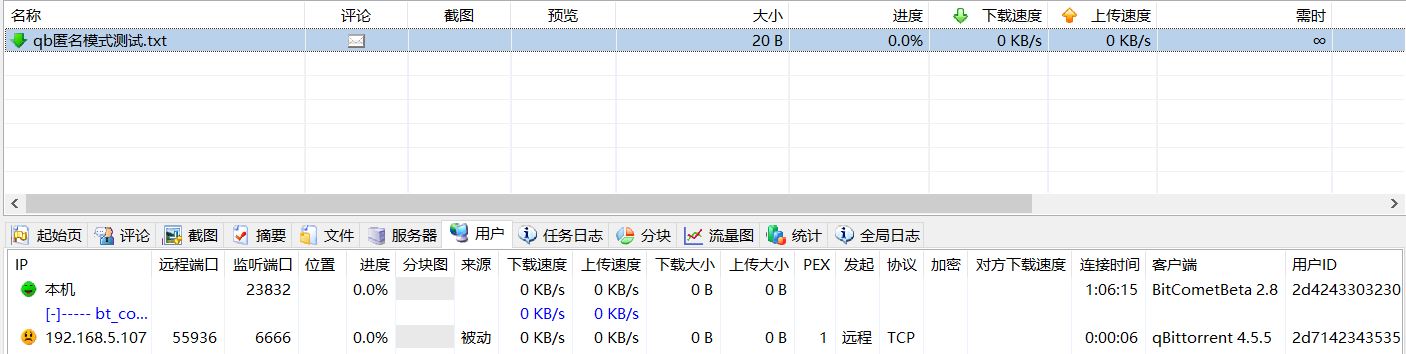 名称 评论 截图 预览 大小 进度 下载速度 上传速度 需时
qb匿名模式测试.txt 20 B 0.0% 0 KB/s 0 KB/s ∞
起始页 评论 截图 摘要 文件 服务器 用户 任务日志 分块 流量图 统计 全局日志
IP 远程端口 监听端口 位置 进度 分块图 来源 下载速度 上传速度 下载大小 上传大小 PEX 发起 协议 加密 对方下载速度 连接时间 客户端 用户ID
本机 23832 0.0% 0 KB/s 0 KB/s 0 B 0 B 1:06:15 BitCometBeta 2.8 2d4243303230
[-]----- bt_co... 0 KB/s 0 KB/s
192.168.5.107 55936 6666 0.0% 被动 0 KB/s 0 KB/s 0 B 0 B 1 远程 TCP 0:00:06 qBittorrent 4.5.5 2d7142343535